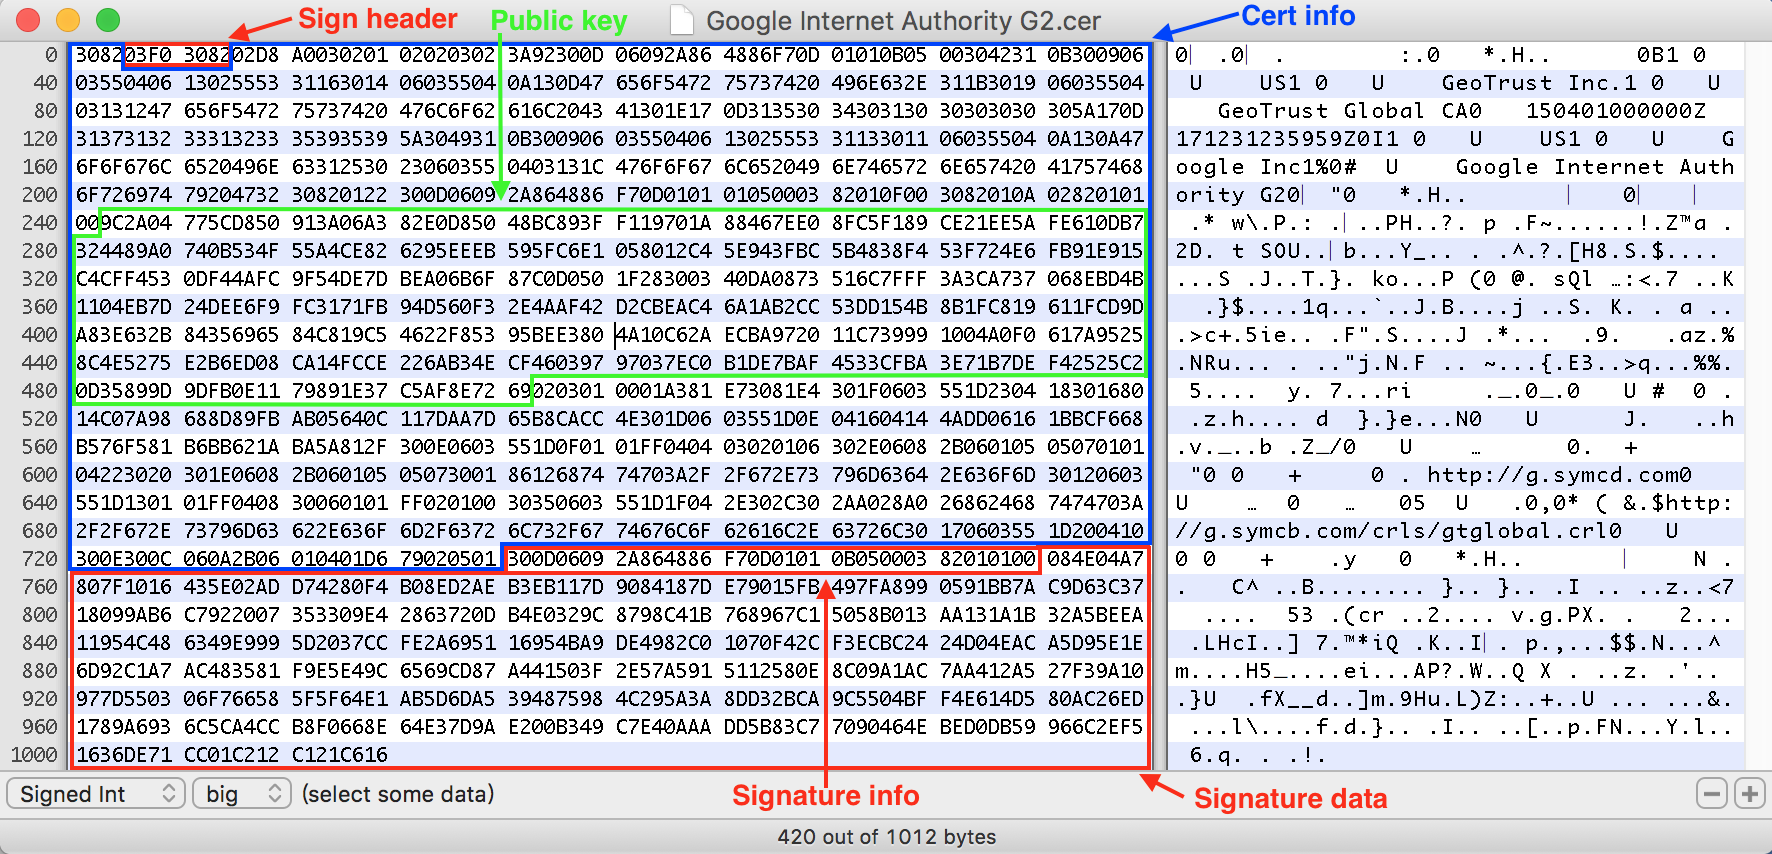 Sign header
Public key
Google Internet Authority G2.cer
Cert info
0 308203F0 308202D8 A0030201 02020302 3A92300D 06092A86 4886F70D 01010B05 00304231 0B300906 0| .0| :.0 *.H.. 0B1 0
40 03550406 13025553 31163014 06035504 0A130D47 656F5472 75737420 496E632E 311B3019 06035504 U US1 0 U GeoTrust Inc.1 0 U
80 03131247 656F5472 75737420 476C6F62 616C2043 41301E17 0D313530 34303130 30303030 305A170D GeoTrust Global CA0 150401000000Z
120 31373132 33313233 35393539 5A304931 0B300906 03550406 13025553 31133011 06035504 0A130A47 171231235959Z0I1 0 U US1 0 U G
160 6F6F676C 6520496E 63312530 23060355 0403131C 476F6F67 6C652049 6E746572 6E657420 41757468 oogle Inc1%0# U Google Internet Auth
200 6F726974 79204732 30820122 300D0609 2A864886 F70D0101 01050003 82010F00 3082010A 02820101 ority G20| "0 *.H.. | 0| |
240 009C2A04 775CD850 913A06A3 82E0D850 48BC893F F119701A 88467EE0 8FC5F189 CE21EE5A FE610DB7 .* w\.P.: .|..PH..?. p .F~......!.Z™a .
280 324489A0 740B534F 55A4CE82 6295EEEB 595FC6E1 058012C4 5E943FBC 5B4838F4 53F724E6 FB91E915 2D. t SOU..|b...Y_.. . .^.?.[H8.S.$....
320 C4CFF453 0DF44AFC 9F54DE7D BEA06B6F 87C0D050 1F283003 40DA0873 516C7FFF 3A3CA737 068EBD4B ...S .J..T.}. ko...P (0 @. sQl …:<.7 ..K
360 1104EB7D 24DEE6F9 FC3171FB 94D560F3 2E4AAF42 D2CBEAC4 6A1AB2CC 53DD154B 8B1FC819 611FCD9D .}$....1q...`..J.B....j ..S. K. . a ..
400 A83E632B 84356965 84C819C5 4622F853 95BEE380 4A10C62A ECBA9720 11C73999 1004A0F0 617A9525 .>c+.5ie.. .F".S....J .*... .9. .az.%
440 8C4E5275 E2B6ED08 CA14FCCE 226AB34E CF460397 97037EC0 B1DE7BAF 4533CFBA 3E71B7DE F42525C2 .NRu... . .."j.N.F .. ~...{.E3..>q...%%.
480 0D35899D 9DFB0E11 79891E37 C5AF8E72 69020301 0001A381 E73081E4 301F0603 551D2304 18301680 5.... y. 7...ri ._.0_.0 U # 0 .
520 14C07A98 688D89FB AB05640C 117DAA7D 65B8CACC 4E301D06 03551D0E 04160414 4ADD0616 1BBCF668 .z.h.... d }.}e...N0 U J. ..h
560 B576F581 B6BB621A BA5A812F 300E0603 551D0F01 01FF0404 03020106 302E0608 2B060105 05070101 .v._..b .Z_/0 U … 0. +
600 04223020 301E0608 2B060105 05073001 86126874 74703A2F 2F672E73 796D6364 2E636F6D 30120603 "0 0 + 0 . http://g.symcd.com0
640 551D1301 01FF0408 30060101 FF020100 30350603 551D1F04 2E302C30 2AA028A0 26862468 7474703A U … 0 … 05 U .0,0* ( &.$http:
680 2F2F672E 73796D63 622E636F 6D2F6372 6C732F67 74676C6F 62616C2E 63726C30 17060355 1D200410 //g.symcb.com/crls/gtglobal.crl0 U
720 300E300C 060A2B06 010401D6 79020501 300D0609 2A864886 F70D0101 0B050003 82010100 084E04A7 0 0 + .y 0 *.H.. | N .
760 807F1016 435E02AD D74280F4 B08ED2AE B3EB117D 9084187D E79015FB 497FA899 0591BB7A C9D63C37 . C^ ..B........ }.. }.. .I . ..z..<7
800 18099AB6 C7922007 353309E4 2863720D B4E0329C 8798C41B 768967C1 5058B013 AA131A1B 32A5BEEA .... 53 .(cr ..2.... v.g.PX.. . 2...
840 11954C48 6349E999 5D2037CC FE2A6951 16954BA9 DE4982C0 1070F42C F3ECBC24 24D04EAC A5D95E1E .LHcI..] 7.™*iQ .K..I|. p.,...$$.N...^
880 6D92C1A7 AC483581 F9E5E49C 6569CD87 A441503F 2E57A591 5112580E 8C09A1AC 7AA412A5 27F39A10 m....H5_....ei...AP?.W..Q X . ..z. .'..
920 977D5503 06F76658 5F5F64E1 AB5D6DA5 39487598 4C295A3A 8DD32BCA 9C5504BF F4E614D5 80AC26ED .}U .fX__d..]m.9Hu.L)Z:..+..U ... ...&.
960 1789A693 6C5CA4CC B8F0668E 64E37D9A E200B349 C7E40AAA DD5B83C7 7090464E BED0DB59 966C2EF5 ...l\....f.d.}.. .I.. ..[..p.FN...Y.l..
1000 1636DE71 CC01C212 C121C616 6.q. . .!.
Signed Int
big
(select some data)
Signature info
Signature data
420 out of 1012 bytes